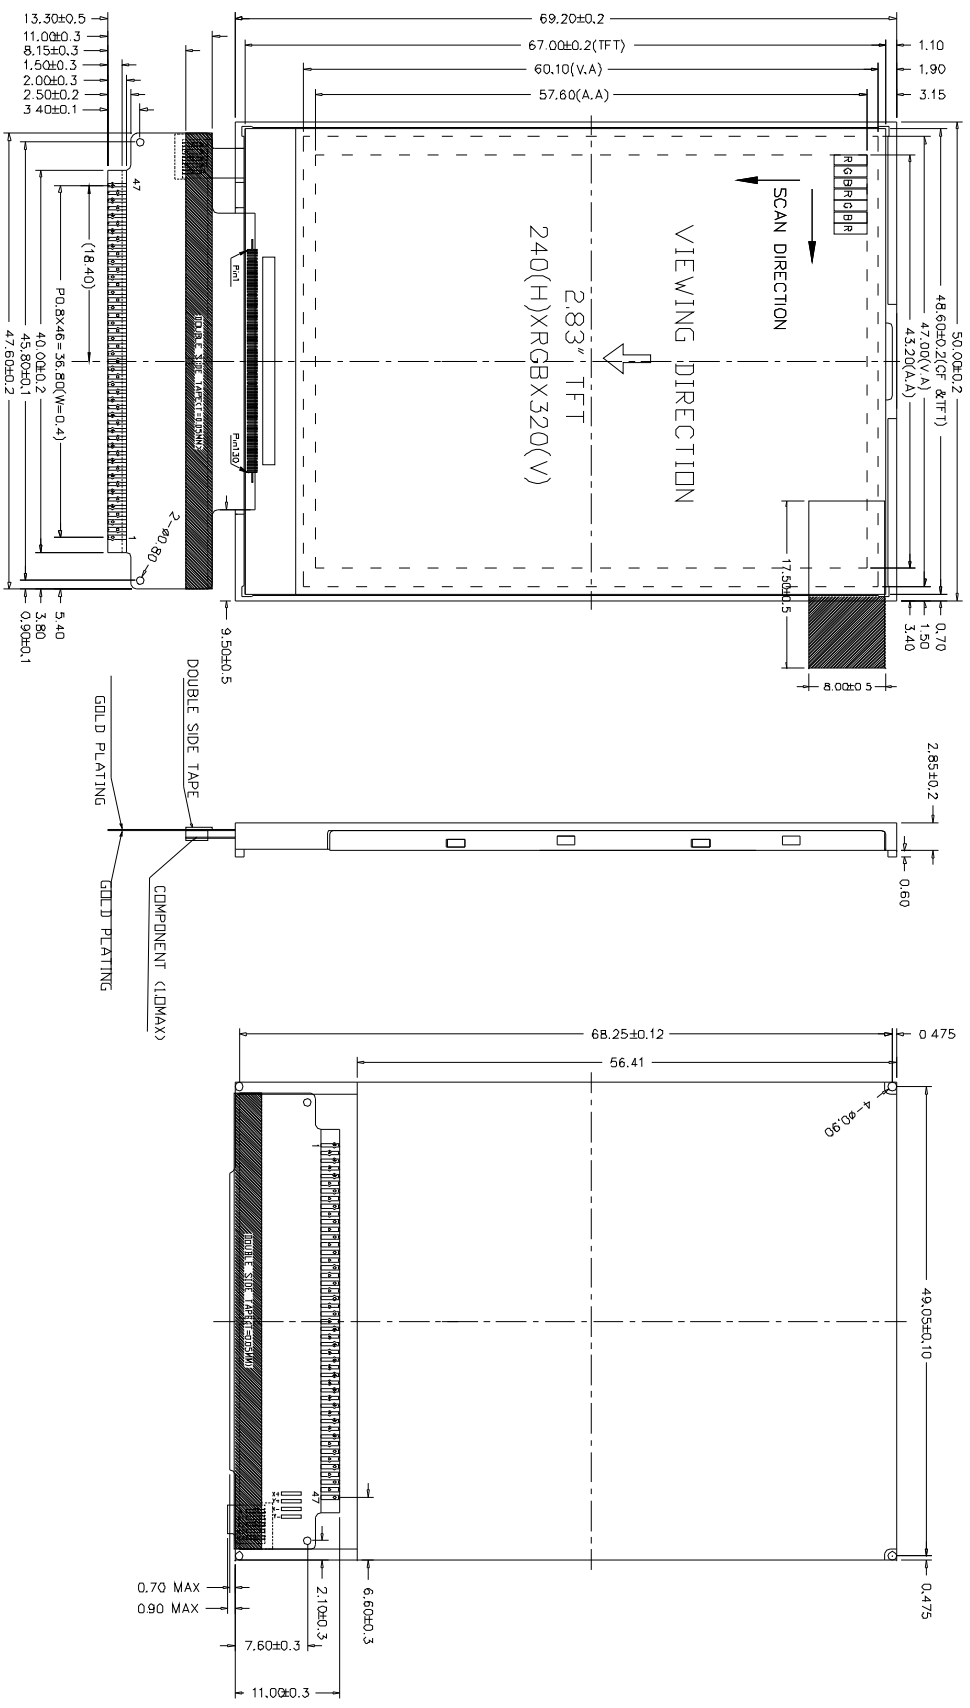 13.30±0.5
11.00±0.3
8.15±0.3
1.50±0.3
2.00±0.3
2.50±0.2
3.40±0.1
69.20±0.2
67.00±0.2(TFT)
60.10(V.A)
57.60(A.A)
1.10
1.90
3.15
50.00±0.2
48.60±0.2(CF &TFT)
47.00(V.A)
43.20(A.A)
R G B R G B R
SCAN DIRECTION
VIEWING DIRECTION
2.83" TFT
240(H)XRGBX320(V)
Pin1
Pin130
DOUBLE SIDE TAPE(T=0.05MM)
47
1
(18.40)
P0.8X46=36.80(W=0.4)
40.00±0.2
45.80±0.1
47.60±0.2
2-ø0.80
17.50±0.5
8.00±0.5
0.70
1.50
3.40
9.50±0.5
5.40
3.80
0.90±0.1
DOUBLE SIDE TAPE
GOLD PLATING
GOLD PLATING
COMPONENT (1.0MAX)
2.85±0.2
0.60
68.25±0.12
0.475
56.41
4-ø0.90
49.05±0.10
0.475
1
47
DOUBLE SIDE TAPE(T=0.05MM)
6.60±0.3
2.10±0.3
0.70 MAX
0.90 MAX
7.60±0.3
11.00±0.3